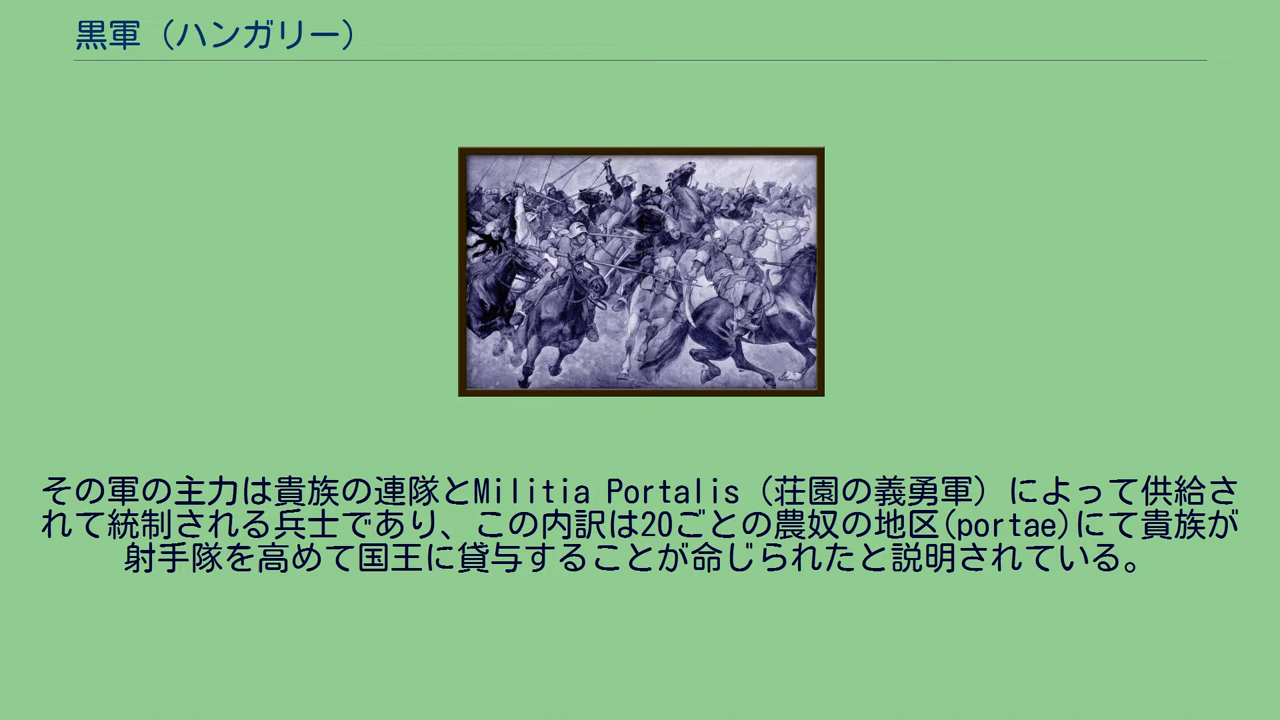 黒軍（ハンガリー）
その軍の主力は貴族の連隊とMilitia Portalis（荘園の義勇軍）によって供給さ
れて統制される兵士であり、この内訳は20ごとの農奴の地区(portae)にて貴族が
射手隊を高めて国王に貸与することが命じられたと説明されている。